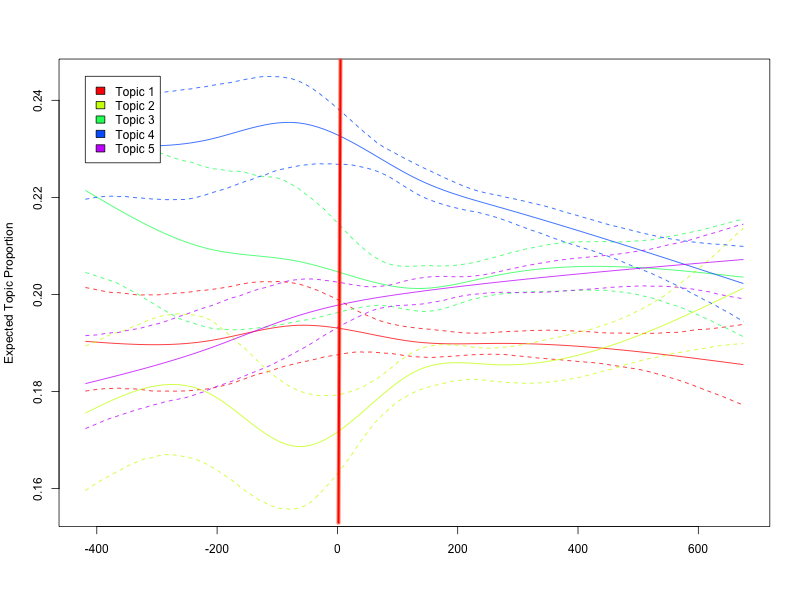 Topic 1
Topic 2
Topic 3
Topic 4
Topic 5
Expected Topic Proportion
0.24
0.22
0.20
0.18
0.16
-400 -200 0 200 400 600